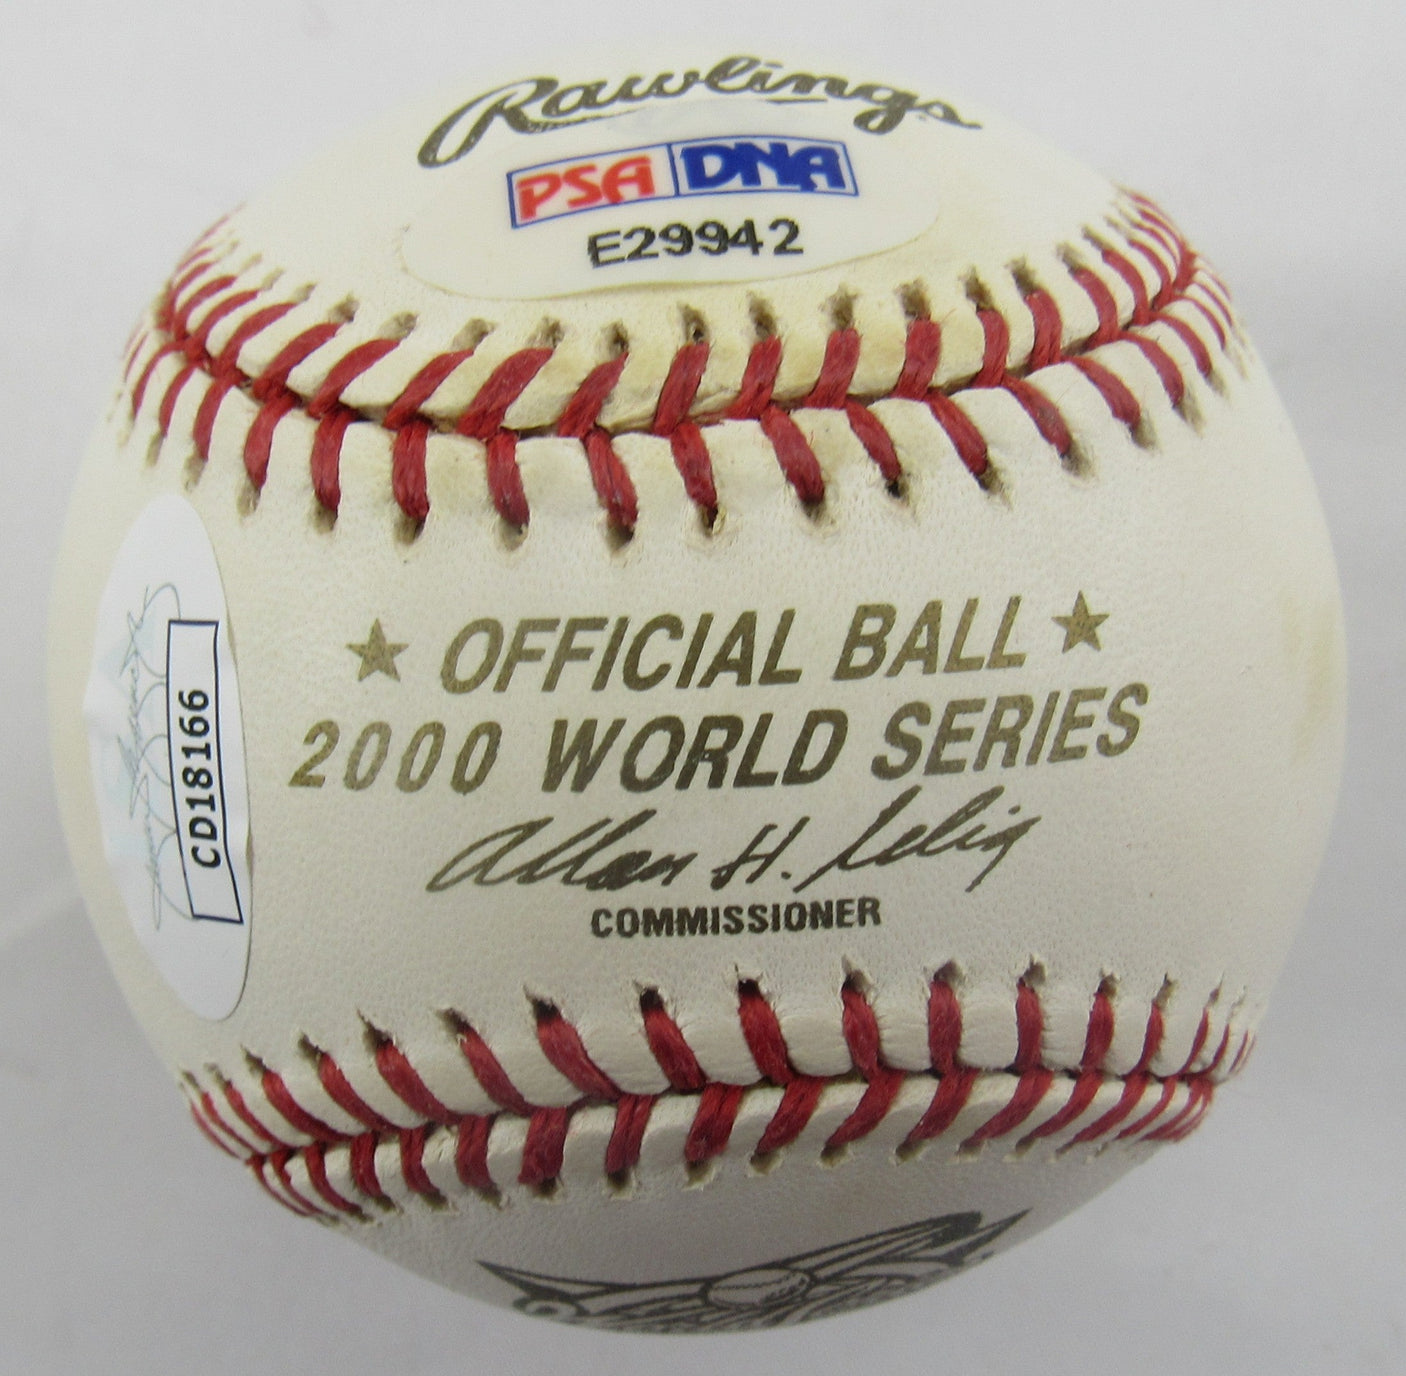 Rawlings
PSA DNA
E29942
OFFICIAL BALL
2000 WORLD SERIES
Allan H. Selig
COMMISSIONER
CD18166